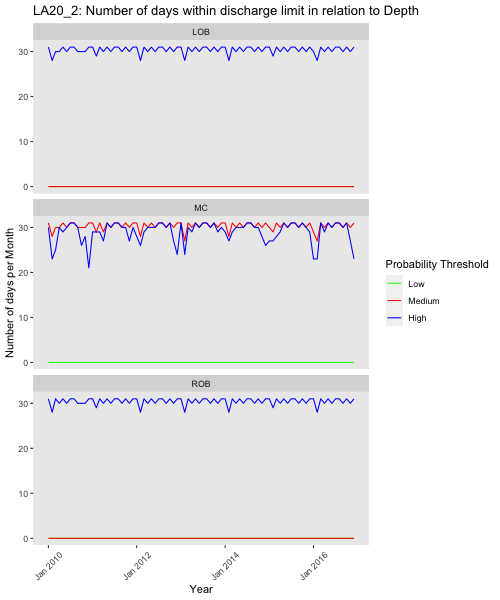 LA20_2: Number of days within discharge limit in relation to Depth
LOB
30
20
10
0
MC
30
20
10
0
ROB
30
20
10
0
Number of days per Month
Jan 2010
Jan 2012
Jan 2014
Jan 2016
Year
Probability Threshold
Low
Medium
High